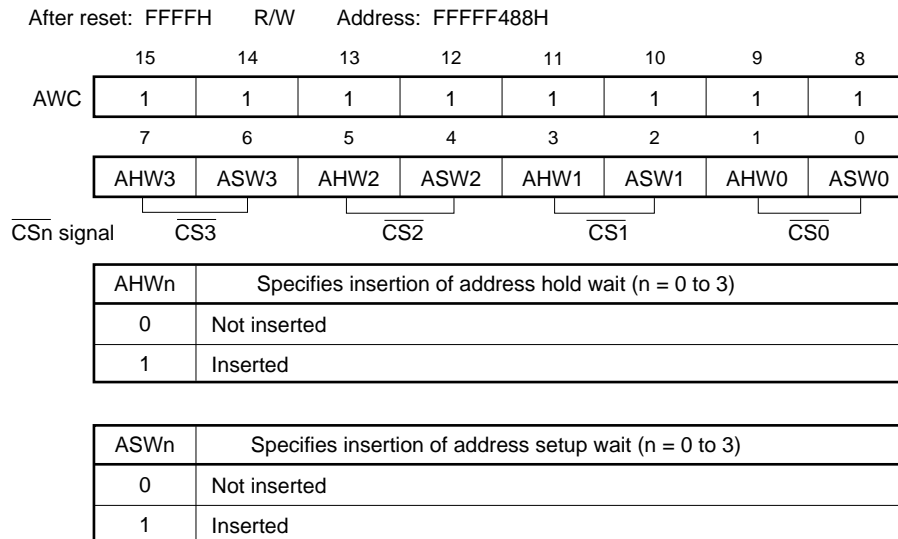 After reset: FFFFH R/W Address: FFFFF488H
15 14 13 12 11 10 9 8
AWC 1 1 1 1 1 1 1 1
7 6 5 4 3 2 1 0
AHW3 ASW3 AHW2 ASW2 AHW1 ASW1 AHW0 ASW0
CSn signal CS3 CS2 CS1 CS0
AHWn Specifies insertion of address hold wait (n = 0 to 3)
0 Not inserted
1 Inserted
ASWn Specifies insertion of address setup wait (n = 0 to 3)
0 Not inserted
1 Inserted